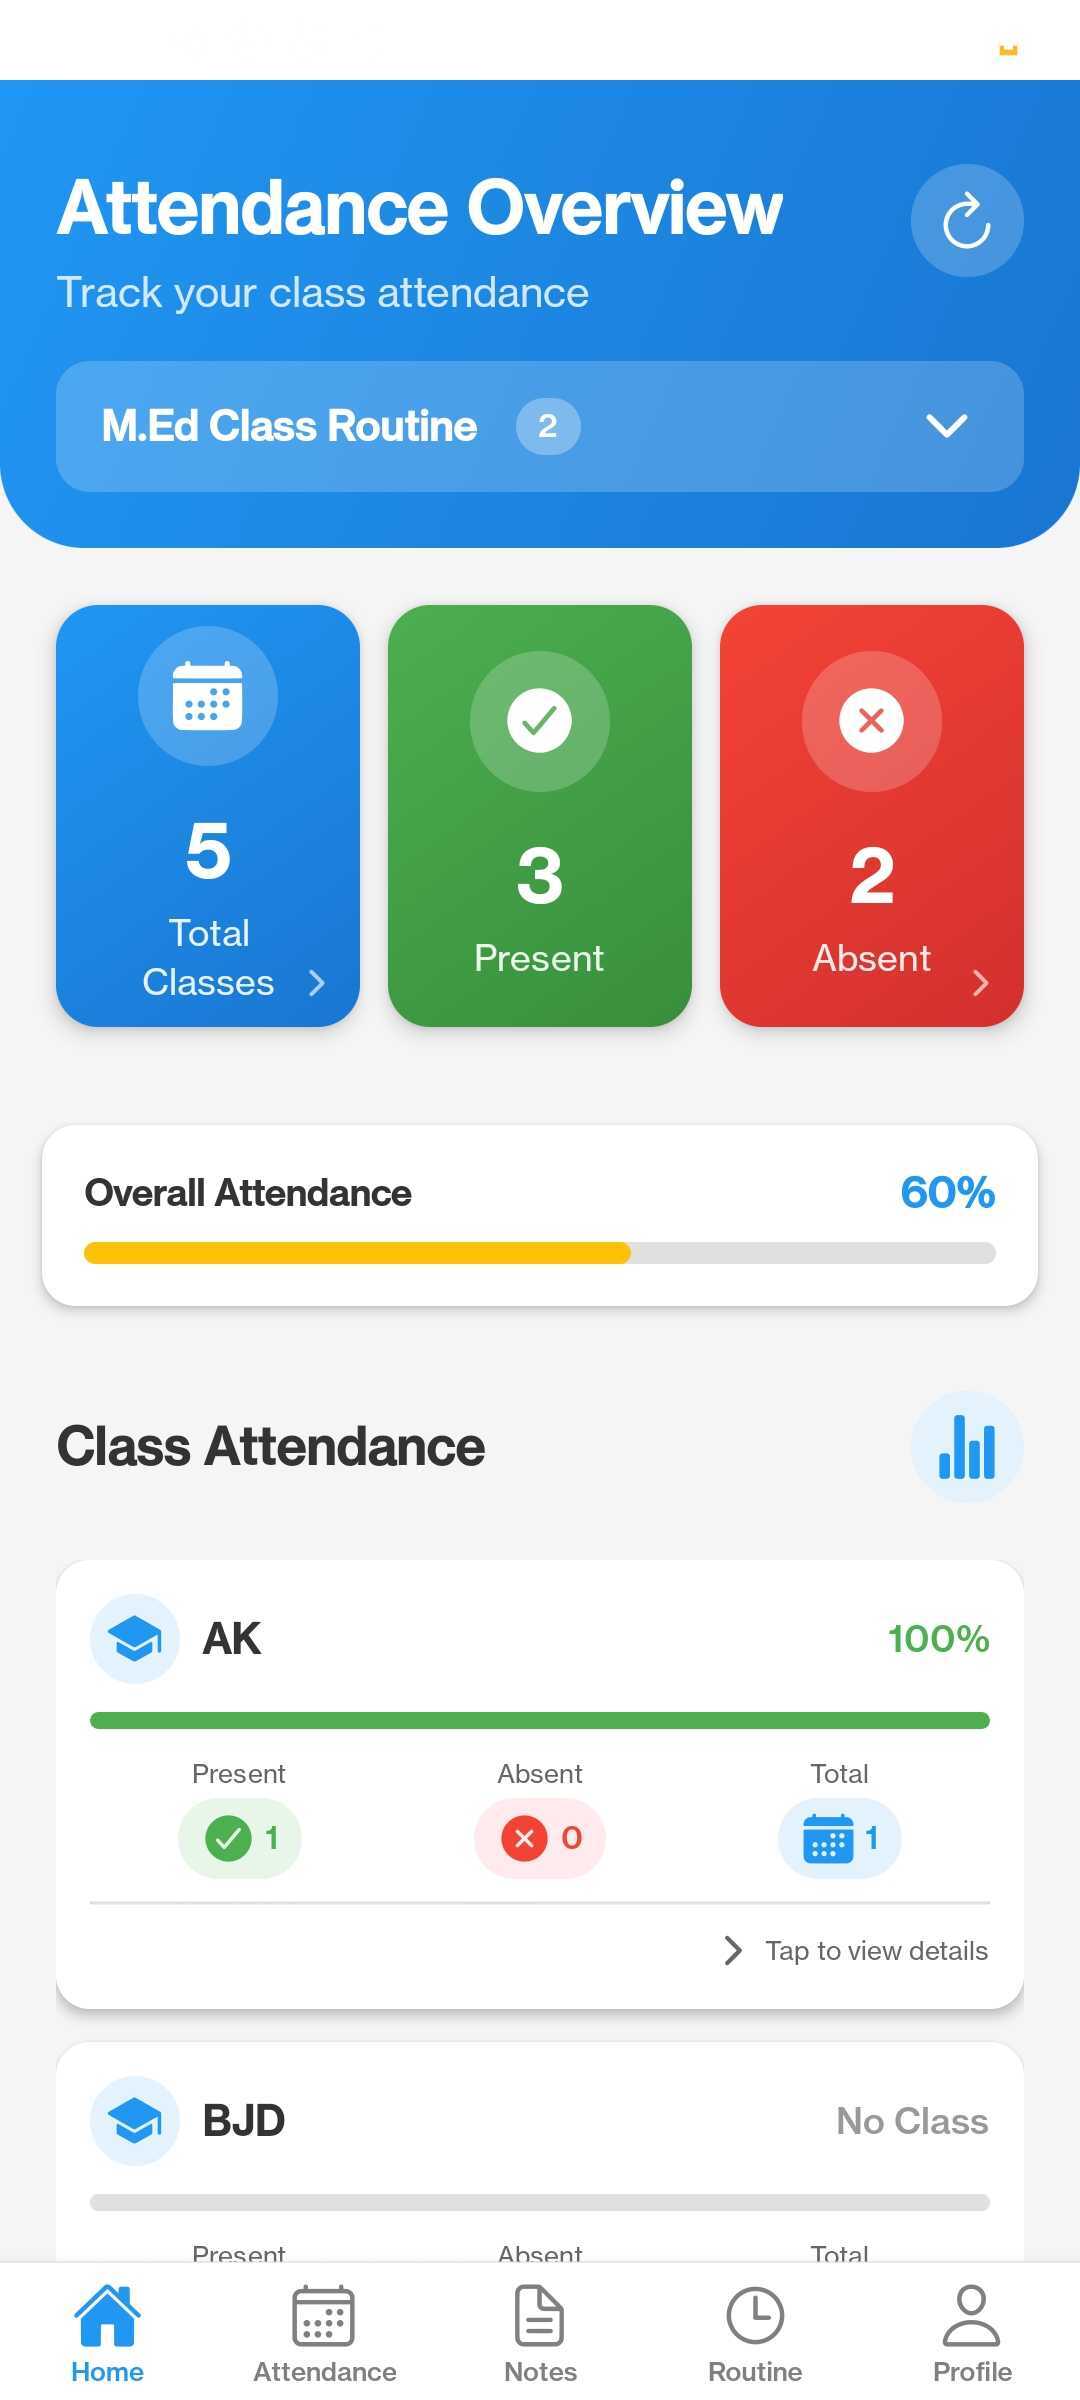 Attendance Overview
Track your class attendance
M.Ed Class Routine 2
5
Total
Classes
3
Present
2
Absent
Overall Attendance 60%
Class Attendance
AK 100%
Present Absent Total
1 0 1
Tap to view details
BJD No Class
Present Absent Total
Home Attendance Notes Routine Profile